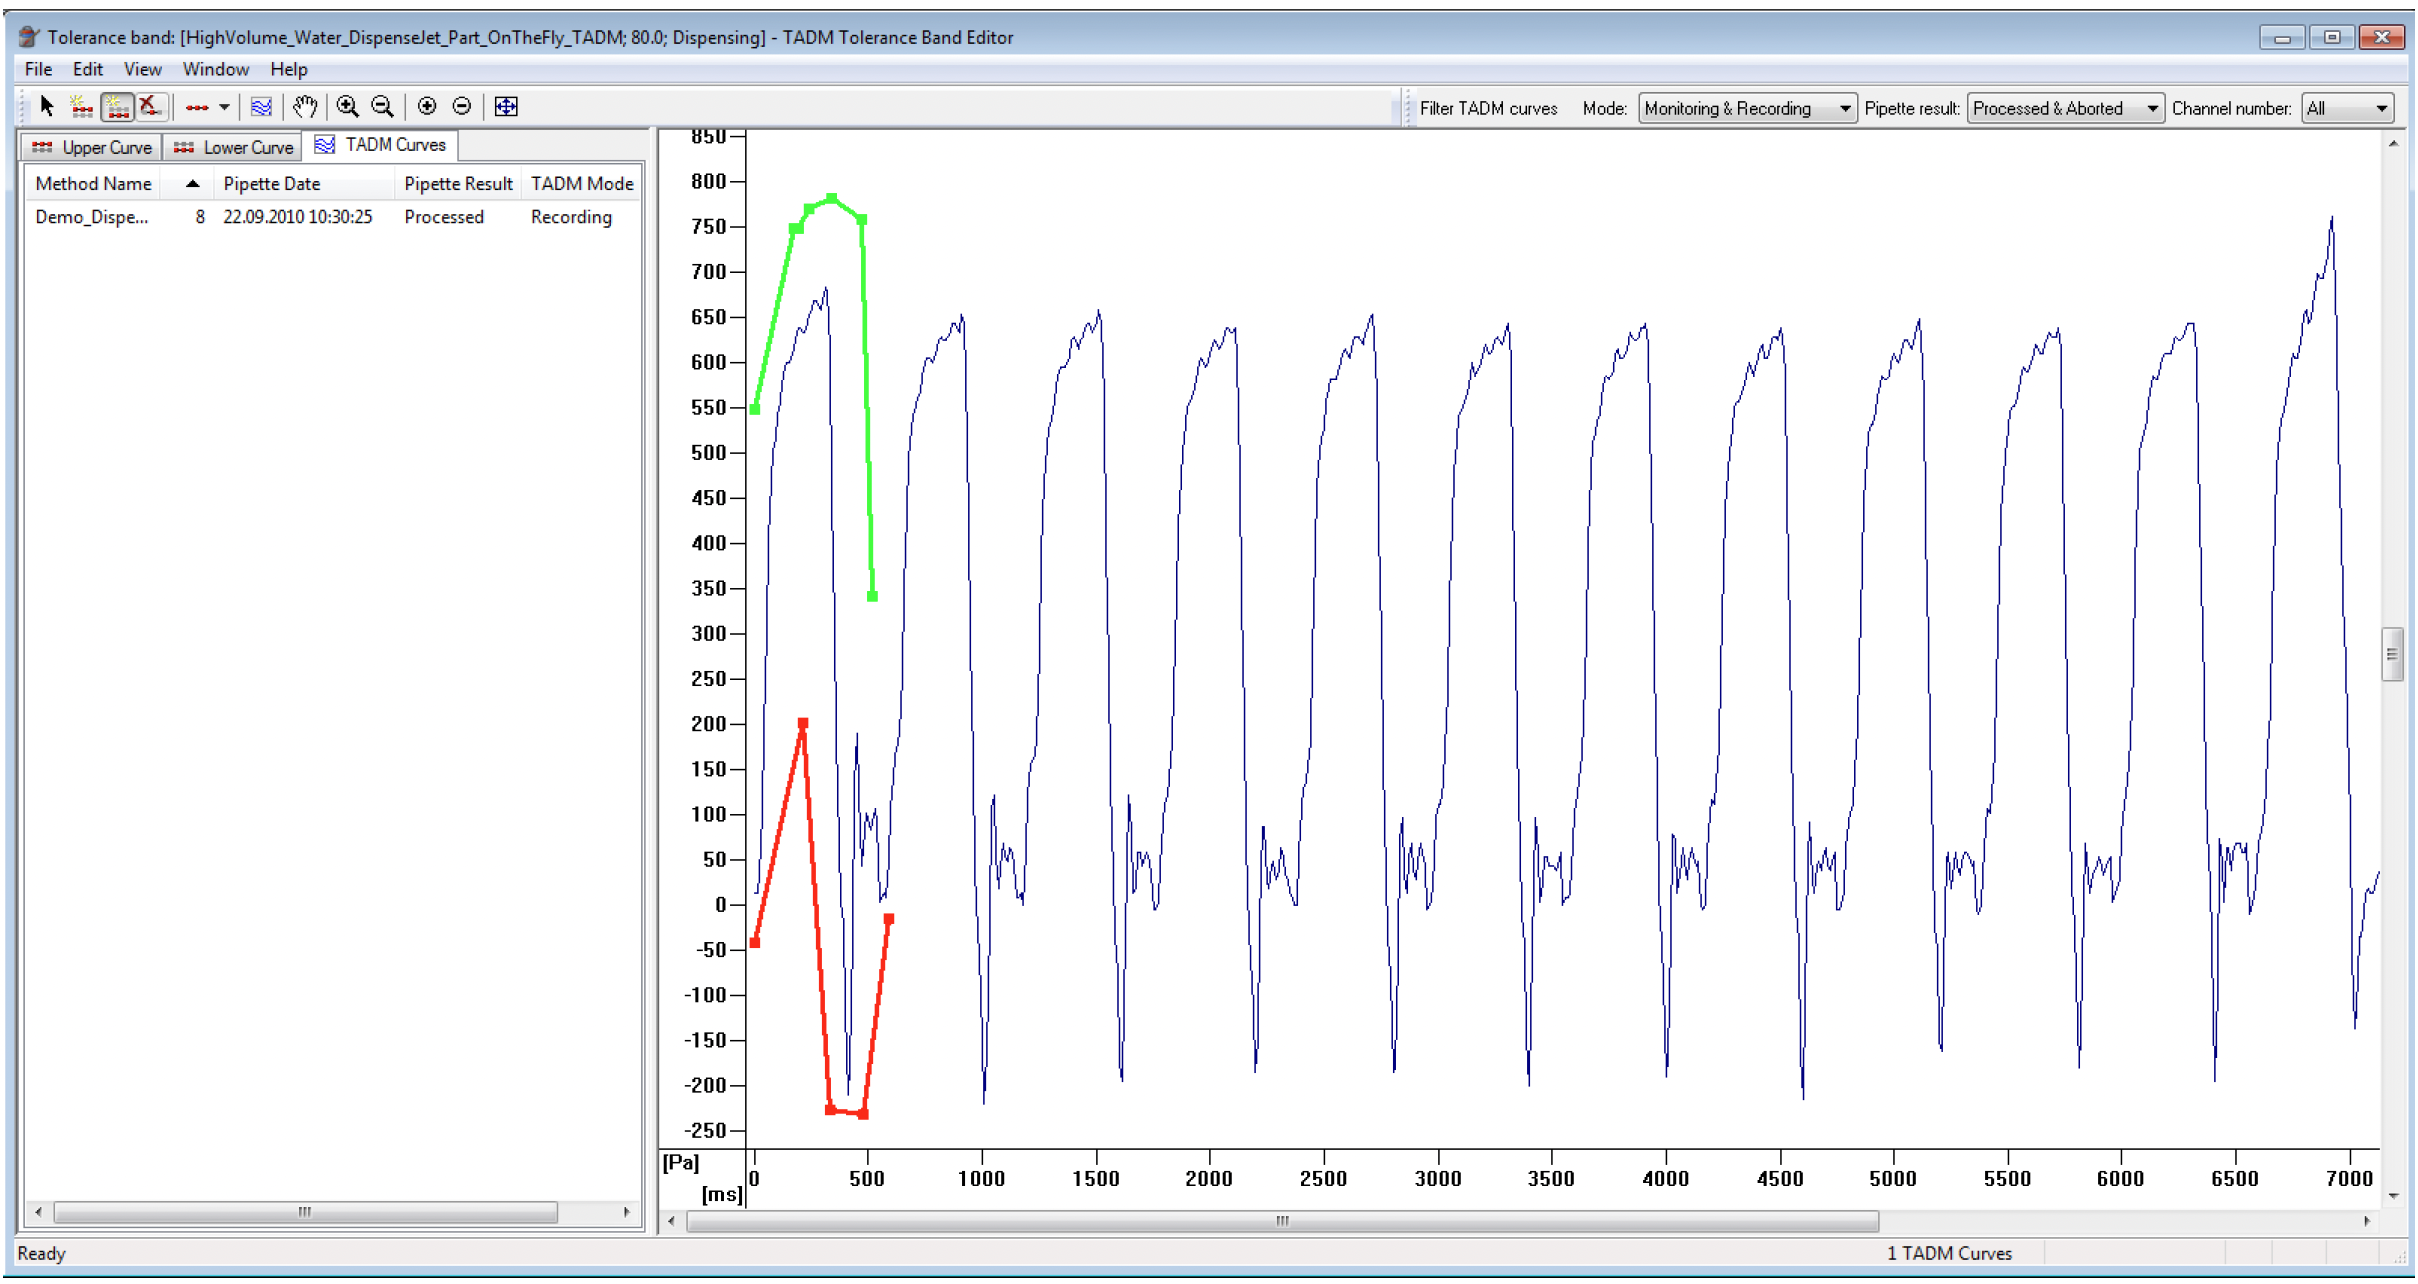 Tolerance band: [HighVolume_Water_DispenseJet_Part_OnTheFly_TADM; 80.0; Dispensing] - TADM Tolerance Band Editor
File Edit View Window Help
Filter TADM curves Mode: Monitoring & Recording Pipette result: Processed & Aborted Channel number: All
Upper Curve Lower Curve TADM Curves
Method Name Pipette Date Pipette Result TADM Mode
Demo_Dispe... 8 22.09.2010 10:30:25 Processed Recording
850
800
750
700
650
600
550
500
450
400
350
300
250
200
150
100
50
0
-50
-100
-150
-200
-250
[Pa]
[ms] 0 500 1000 1500 2000 2500 3000 3500 4000 4500 5000 5500 6000 6500 7000
Ready 1 TADM Curves